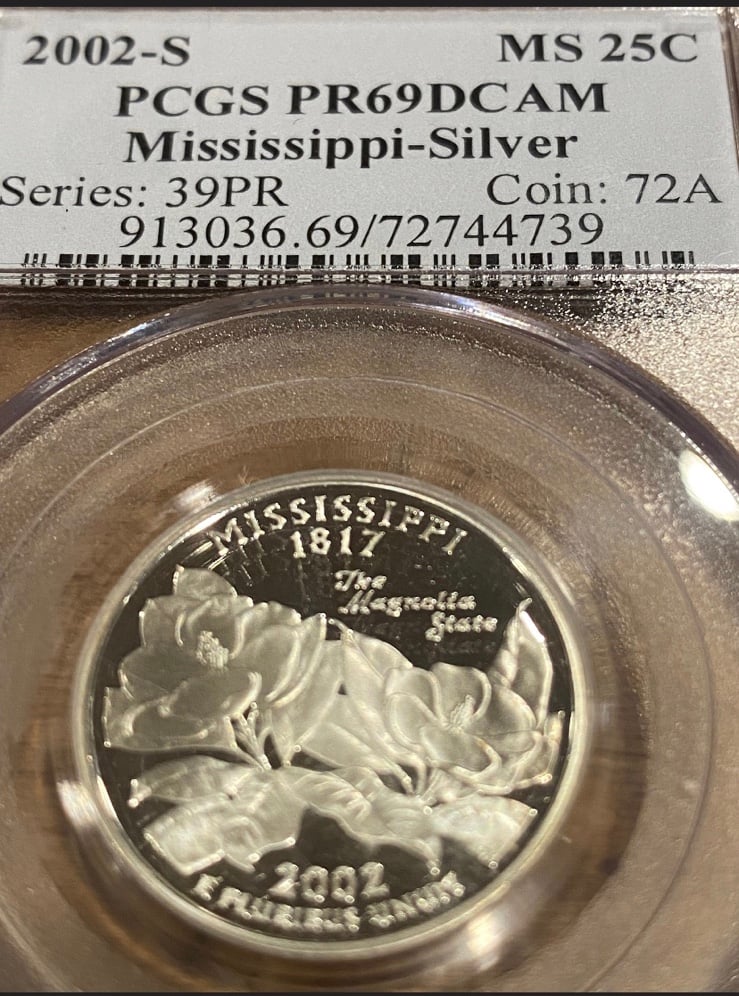 2002-S MS 25C
PCGS PR69DCAM
Mississippi-Silver
Series: 39PR Coin: 72A
913036.69/72744739
MISSISSIPPI
1817
The
Magnolia
State
2002
E PLURIBUS UNUM